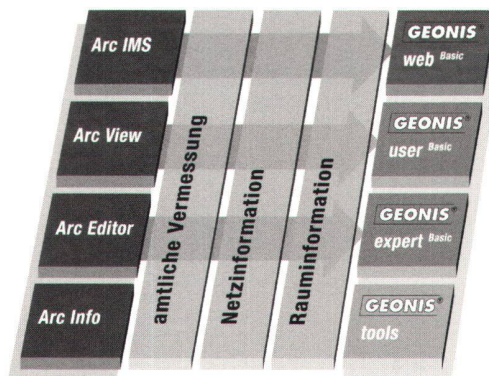 Arc IMS
Arc View
Arc Editor
Arc Info
amtliche Vermessung
Netzinformation
Rauminformation
GEONIS®
web Basic
GEONIS®
user Basic
GEONIS®
expert Basic
GEONIS®
tools